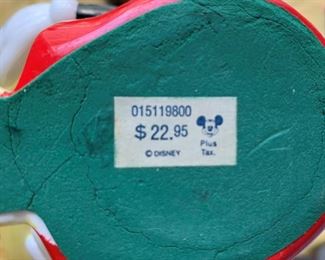 015119800
$ 22.95
Plus
Tax.
© DISNEY